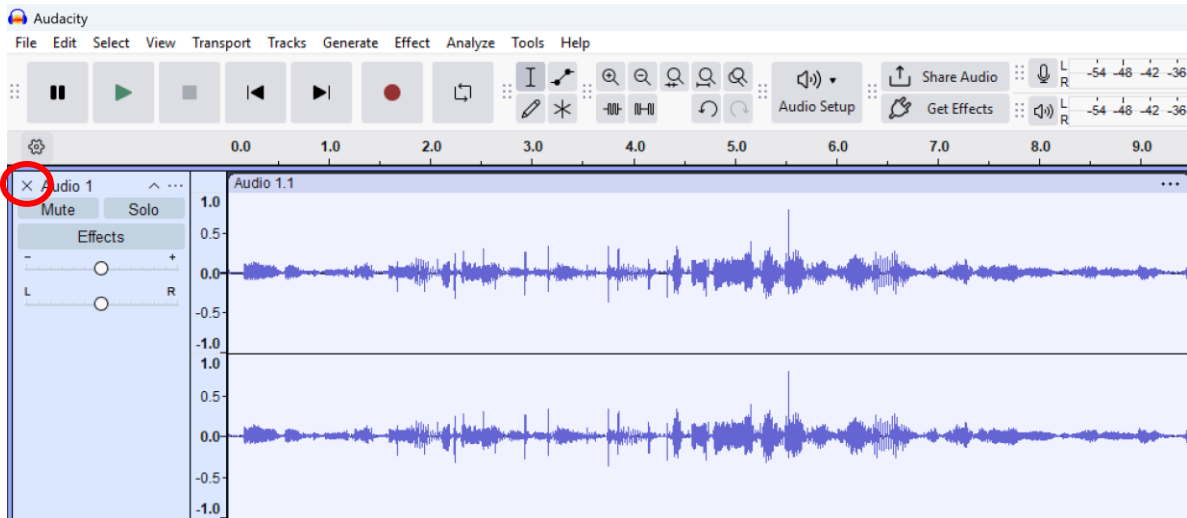 Audacity
File Edit Select View Transport Tracks Generate Effect Analyze Tools Help
Audio Setup
Share Audio
Get Effects
L
R
-54 -48 -42 -36
L
R
-54 -48 -42 -36
0.0 1.0 2.0 3.0 4.0 5.0 6.0 7.0 8.0 9.0
Audio 1
Mute Solo
Effects
- +
L R
Audio 1.1
1.0
0.5
0.0
-0.5
-1.0
1.0
0.5
0.0
-0.5
-1.0